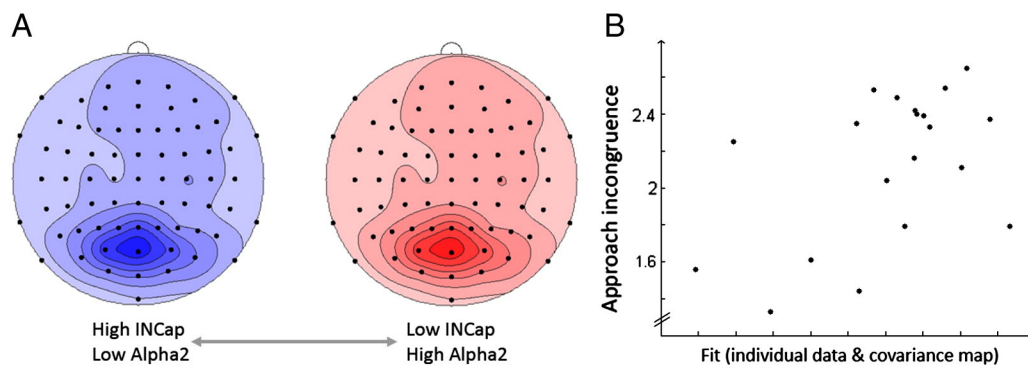 A
High INCap
Low Alpha2
Low INCap
High Alpha2
B
Approach incongruence
2.4
2
1.6
Fit (individual data & covariance map)